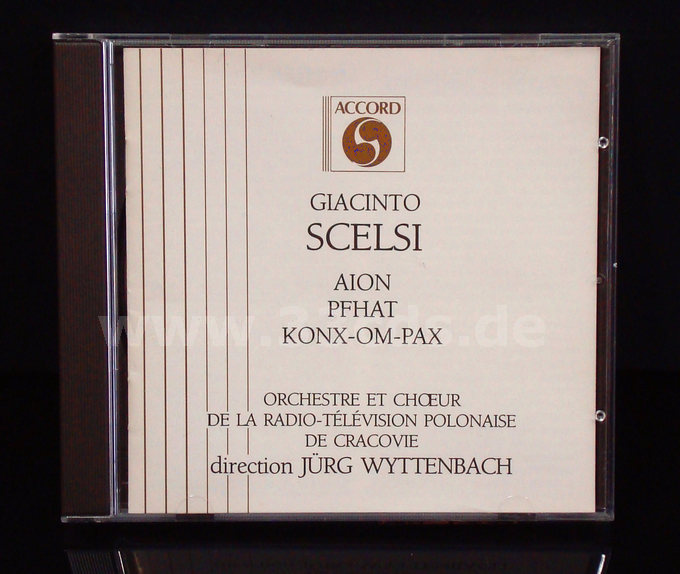 ACCORD
GIACINTO
SCELSI
AION
PFHAT
KONX-OM-PAX
ORCHESTRE ET CHŒUR
DE LA RADIO-TÉLÉVISION POLONAISE
DE CRACOVIE
direction JÜRG WYTTENBACH